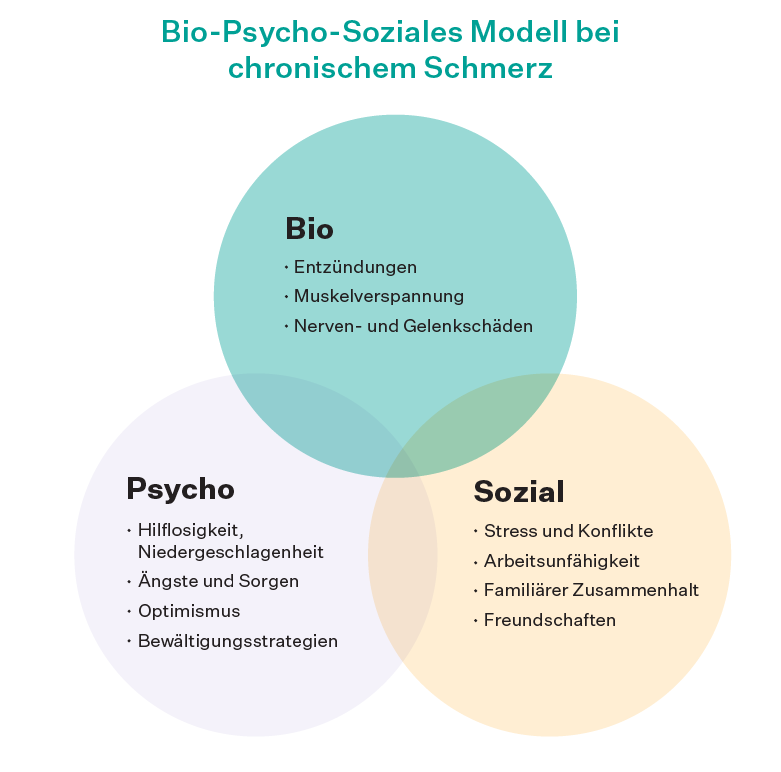 Bio-Psycho-Soziales Modell bei
chronischem Schmerz
Bio
· Entzündungen
· Muskelverspannung
· Nerven- und Gelenkschäden
Psycho
· Hilflosigkeit,
Niedergeschlagenheit
· Ängste und Sorgen
· Optimismus
· Bewältigungsstrategien
Sozial
· Stress und Konflikte
· Arbeitsunfähigkeit
· Familiärer Zusammenhalt
· Freundschaften